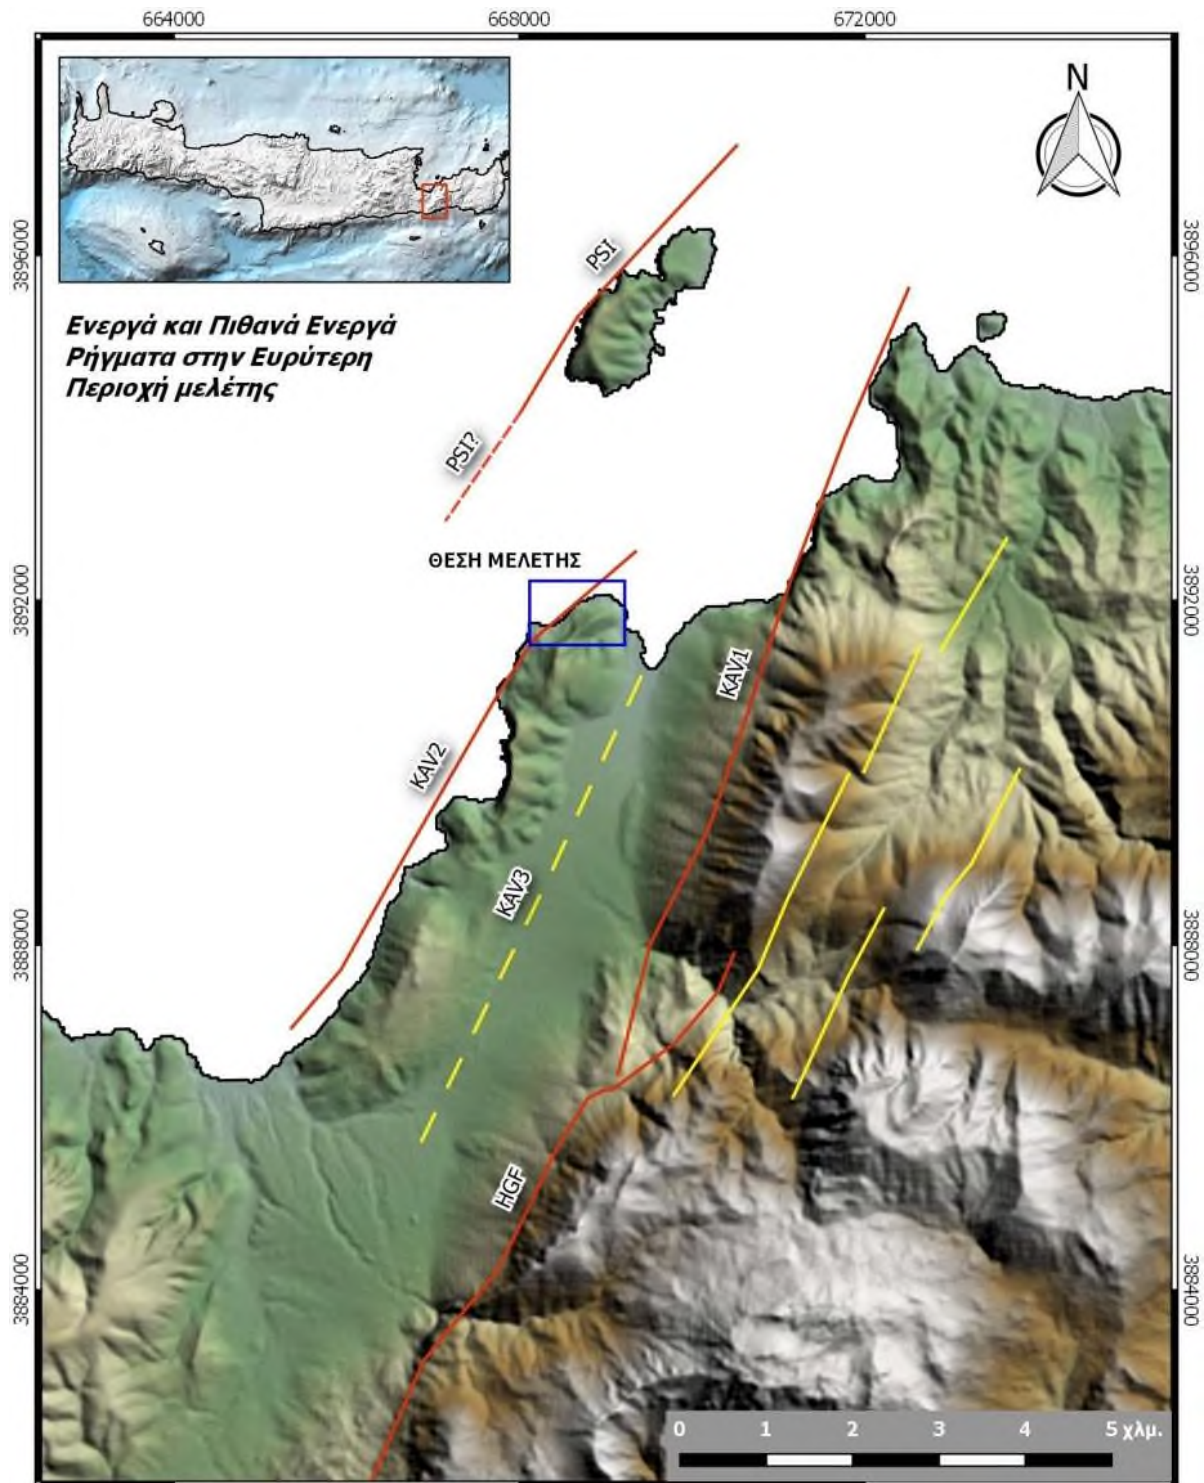 664000 668000 672000
N
3896000 3896000
Ενεργά και Πιθανά Ενεργά
Ρήγματα στην Ευρύτερη
Περιοχή μελέτης
PSI
PSI?
ΘΕΣΗ ΜΕΛΕΤΗΣ
3892000 3892000
KAV1
KAV2
KAV3
3888000 3888000
HGF
3884000 3884000
0 1 2 3 4 5 χλμ.